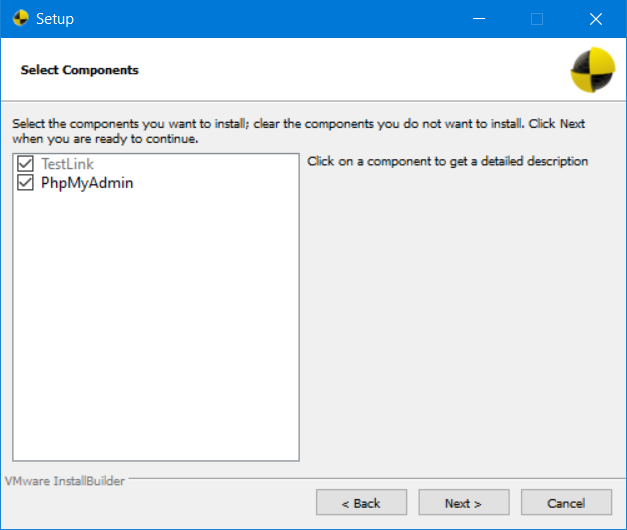 Setup
Select Components
Select the components you want to install; clear the components you do not want to install. Click Next
when you are ready to continue.
TestLink
Click on a component to get a detailed description
PhpMyAdmin
VMware InstallBuilder
< Back
Next >
Cancel